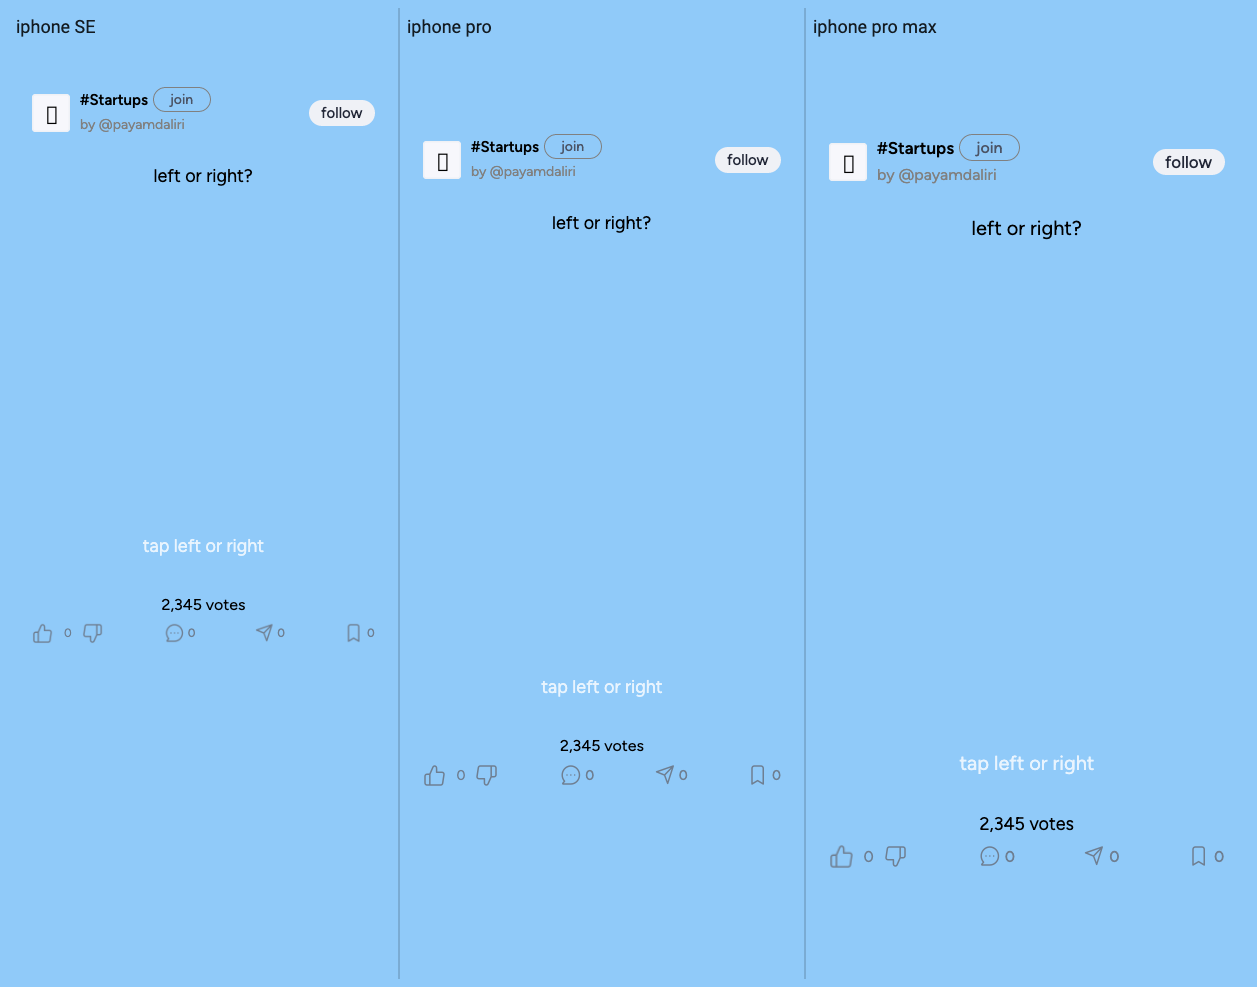 iphone SE
#Startups join
by @payamdaliri
follow
left or right?
tap left or right
2,345 votes
0 0 0 0
iphone pro
#Startups join
by @payamdaliri
follow
left or right?
tap left or right
2,345 votes
0 0 0 0
iphone pro max
#Startups join
by @payamdaliri
follow
left or right?
tap left or right
2,345 votes
0 0 0 0